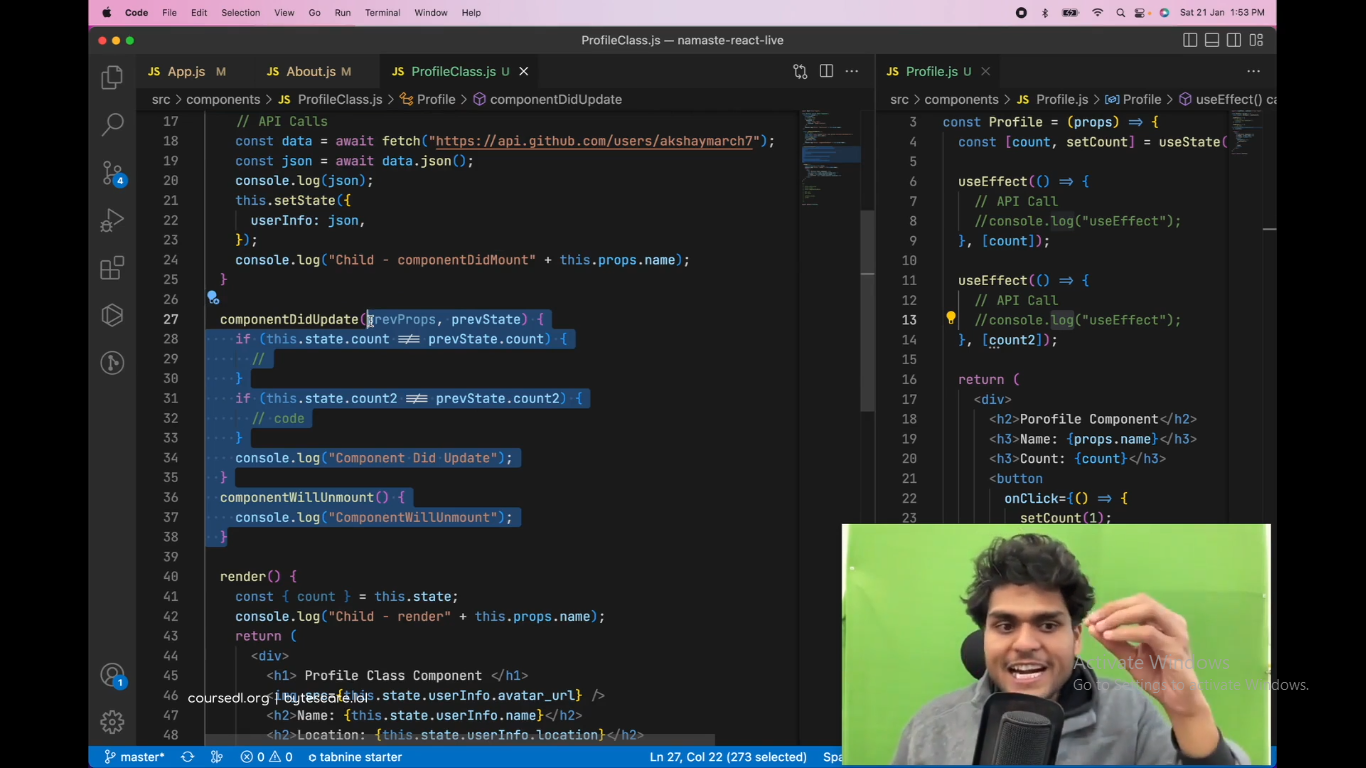 Code File Edit Selection View Go Run Terminal Window Help
Sat 21 Jan 1:53 PM
ProfileClass.js — namaste-react-live
App.js M
About.js M
ProfileClass.js U
src > components > ProfileClass.js > Profile > componentDidUpdate
17 // API Calls
18 const data = await fetch("https://api.github.com/users/akshaymarch7");
19 const json = await data.json();
20 console.log(json);
21 this.setState({
22 userInfo: json,
23 });
24 console.log("Child - componentDidMount" + this.props.name);
25 }
26
27 componentDidUpdate(prevProps, prevState) {
28 if (this.state.count !== prevState.count) {
29 //
30 }
31 if (this.state.count2 !== prevState.count2) {
32 // code
33 }
34 console.log("Component Did Update");
35 }
36 componentWillUnmount() {
37 console.log("ComponentWillUnmount");
38 }
39
40 render() {
41 const { count } = this.state;
42 console.log("Child - render" + this.props.name);
43 return (
44 <div>
45 <h1> Profile Class Component </h1>
46 <img src={this.state.userInfo.avatar_url} />
47 <h2>Name: {this.state.userInfo.name}</h2>
48 <h2>Location: {this.state.userInfo.location}</h2>
Profile.js U
src > components > Profile.js > Profile > useEffect() ca
3 const Profile = (props) => {
4 const [count, setCount] = useState(
5
6 useEffect(() => {
7 // API Call
8 //console.log("useEffect");
9 }, [count]);
10
11 useEffect(() => {
12 // API Call
13 //console.log("useEffect");
14 }, [count2]);
15
16 return (
17 <div>
18 <h2>Porofile Component</h2>
19 <h3>Name: {props.name}</h3>
20 <h3>Count: {count}</h3>
21 <button
22 onClick={() => {
23 setCount(1);
4
1
coursedl.org | bytescare.io
Activate Windows
Go to Settings to activate Windows.
master* 0 0 tabnine starter
Ln 27, Col 22 (273 selected)
Spa